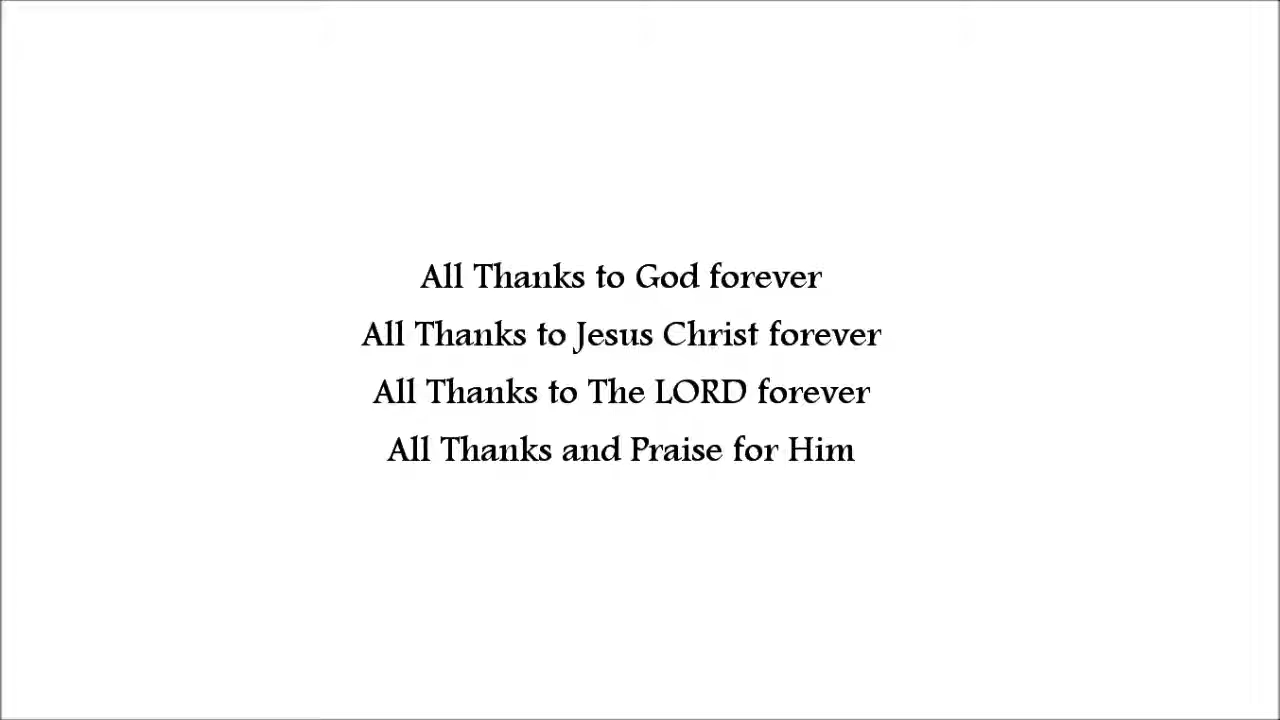 All Thanks to God forever
All Thanks to Jesus Christ forever
All Thanks to The LORD forever
All Thanks and Praise for Him